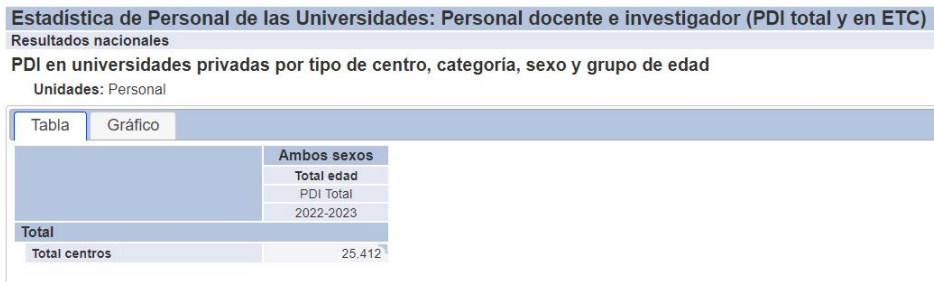 Estadística de Personal de las Universidades: Personal docente e investigador (PDI total y en ETC)
Resultados nacionales
PDI en universidades privadas por tipo de centro, categoría, sexo y grupo de edad
Unidades: Personal
Tabla Gráfico
Ambos sexos
Total edad
PDI Total
2022-2023
Total
Total centros 25.412